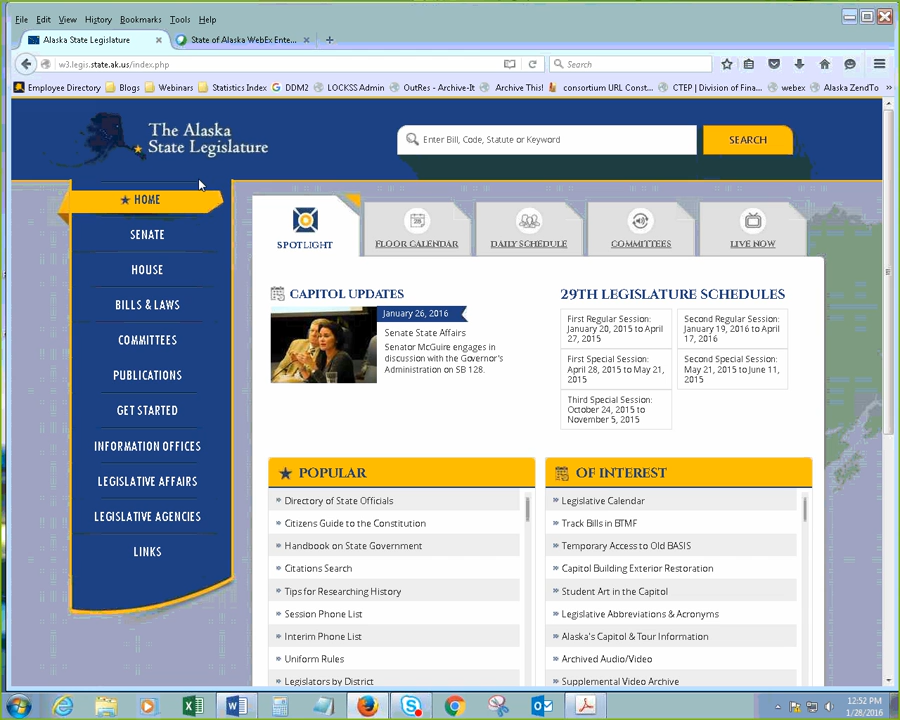 File Edit View History Bookmarks Tools Help
Alaska State Legislature × State of Alaska WebEx Ente... × +
w3.legis.state.ak.us/index.php Search
Employee Directory Blogs Webinars Statistics Index DDM2 LOCKSS Admin OutRes - Archive-It Archive This! consortium URL Const... CTEP | Division of Fina... webex Alaska ZendTo »
The Alaska
State Legislature
Enter Bill, Code, Statute or Keyword
SEARCH
HOME
SENATE
HOUSE
BILLS & LAWS
COMMITTEES
PUBLICATIONS
GET STARTED
INFORMATION OFFICES
LEGISLATIVE AFFAIRS
LEGISLATIVE AGENCIES
LINKS
SPOTLIGHT
FLOOR CALENDAR
DAILY SCHEDULE
COMMITTEES
LIVE NOW
CAPITOL UPDATES
January 26, 2016
Senate State Affairs
Senator McGuire engages in
discussion with the Governor's
Administration on SB 128.
29TH LEGISLATURE SCHEDULES
First Regular Session:
January 20, 2015 to April
27, 2015
Second Regular Session:
January 19, 2016 to April
17, 2016
First Special Session:
April 28, 2015 to May 21,
2015
Second Special Session:
May 21, 2015 to June 11,
2015
Third Special Session:
October 24, 2015 to
November 5, 2015
POPULAR
» Directory of State Officials
» Citizens Guide to the Constitution
» Handbook on State Government
» Citations Search
» Tips for Researching History
» Session Phone List
» Interim Phone List
» Uniform Rules
» Legislators by District
OF INTEREST
» Legislative Calendar
» Track Bills in BTMF
» Temporary Access to Old BASIS
» Capitol Building Exterior Restoration
» Student Art in the Capitol
» Legislative Abbreviations & Acronyms
» Alaska's Capitol & Tour Information
» Archived Audio/Video
» Supplemental Video Archive
12:52 PM
1/28/2016